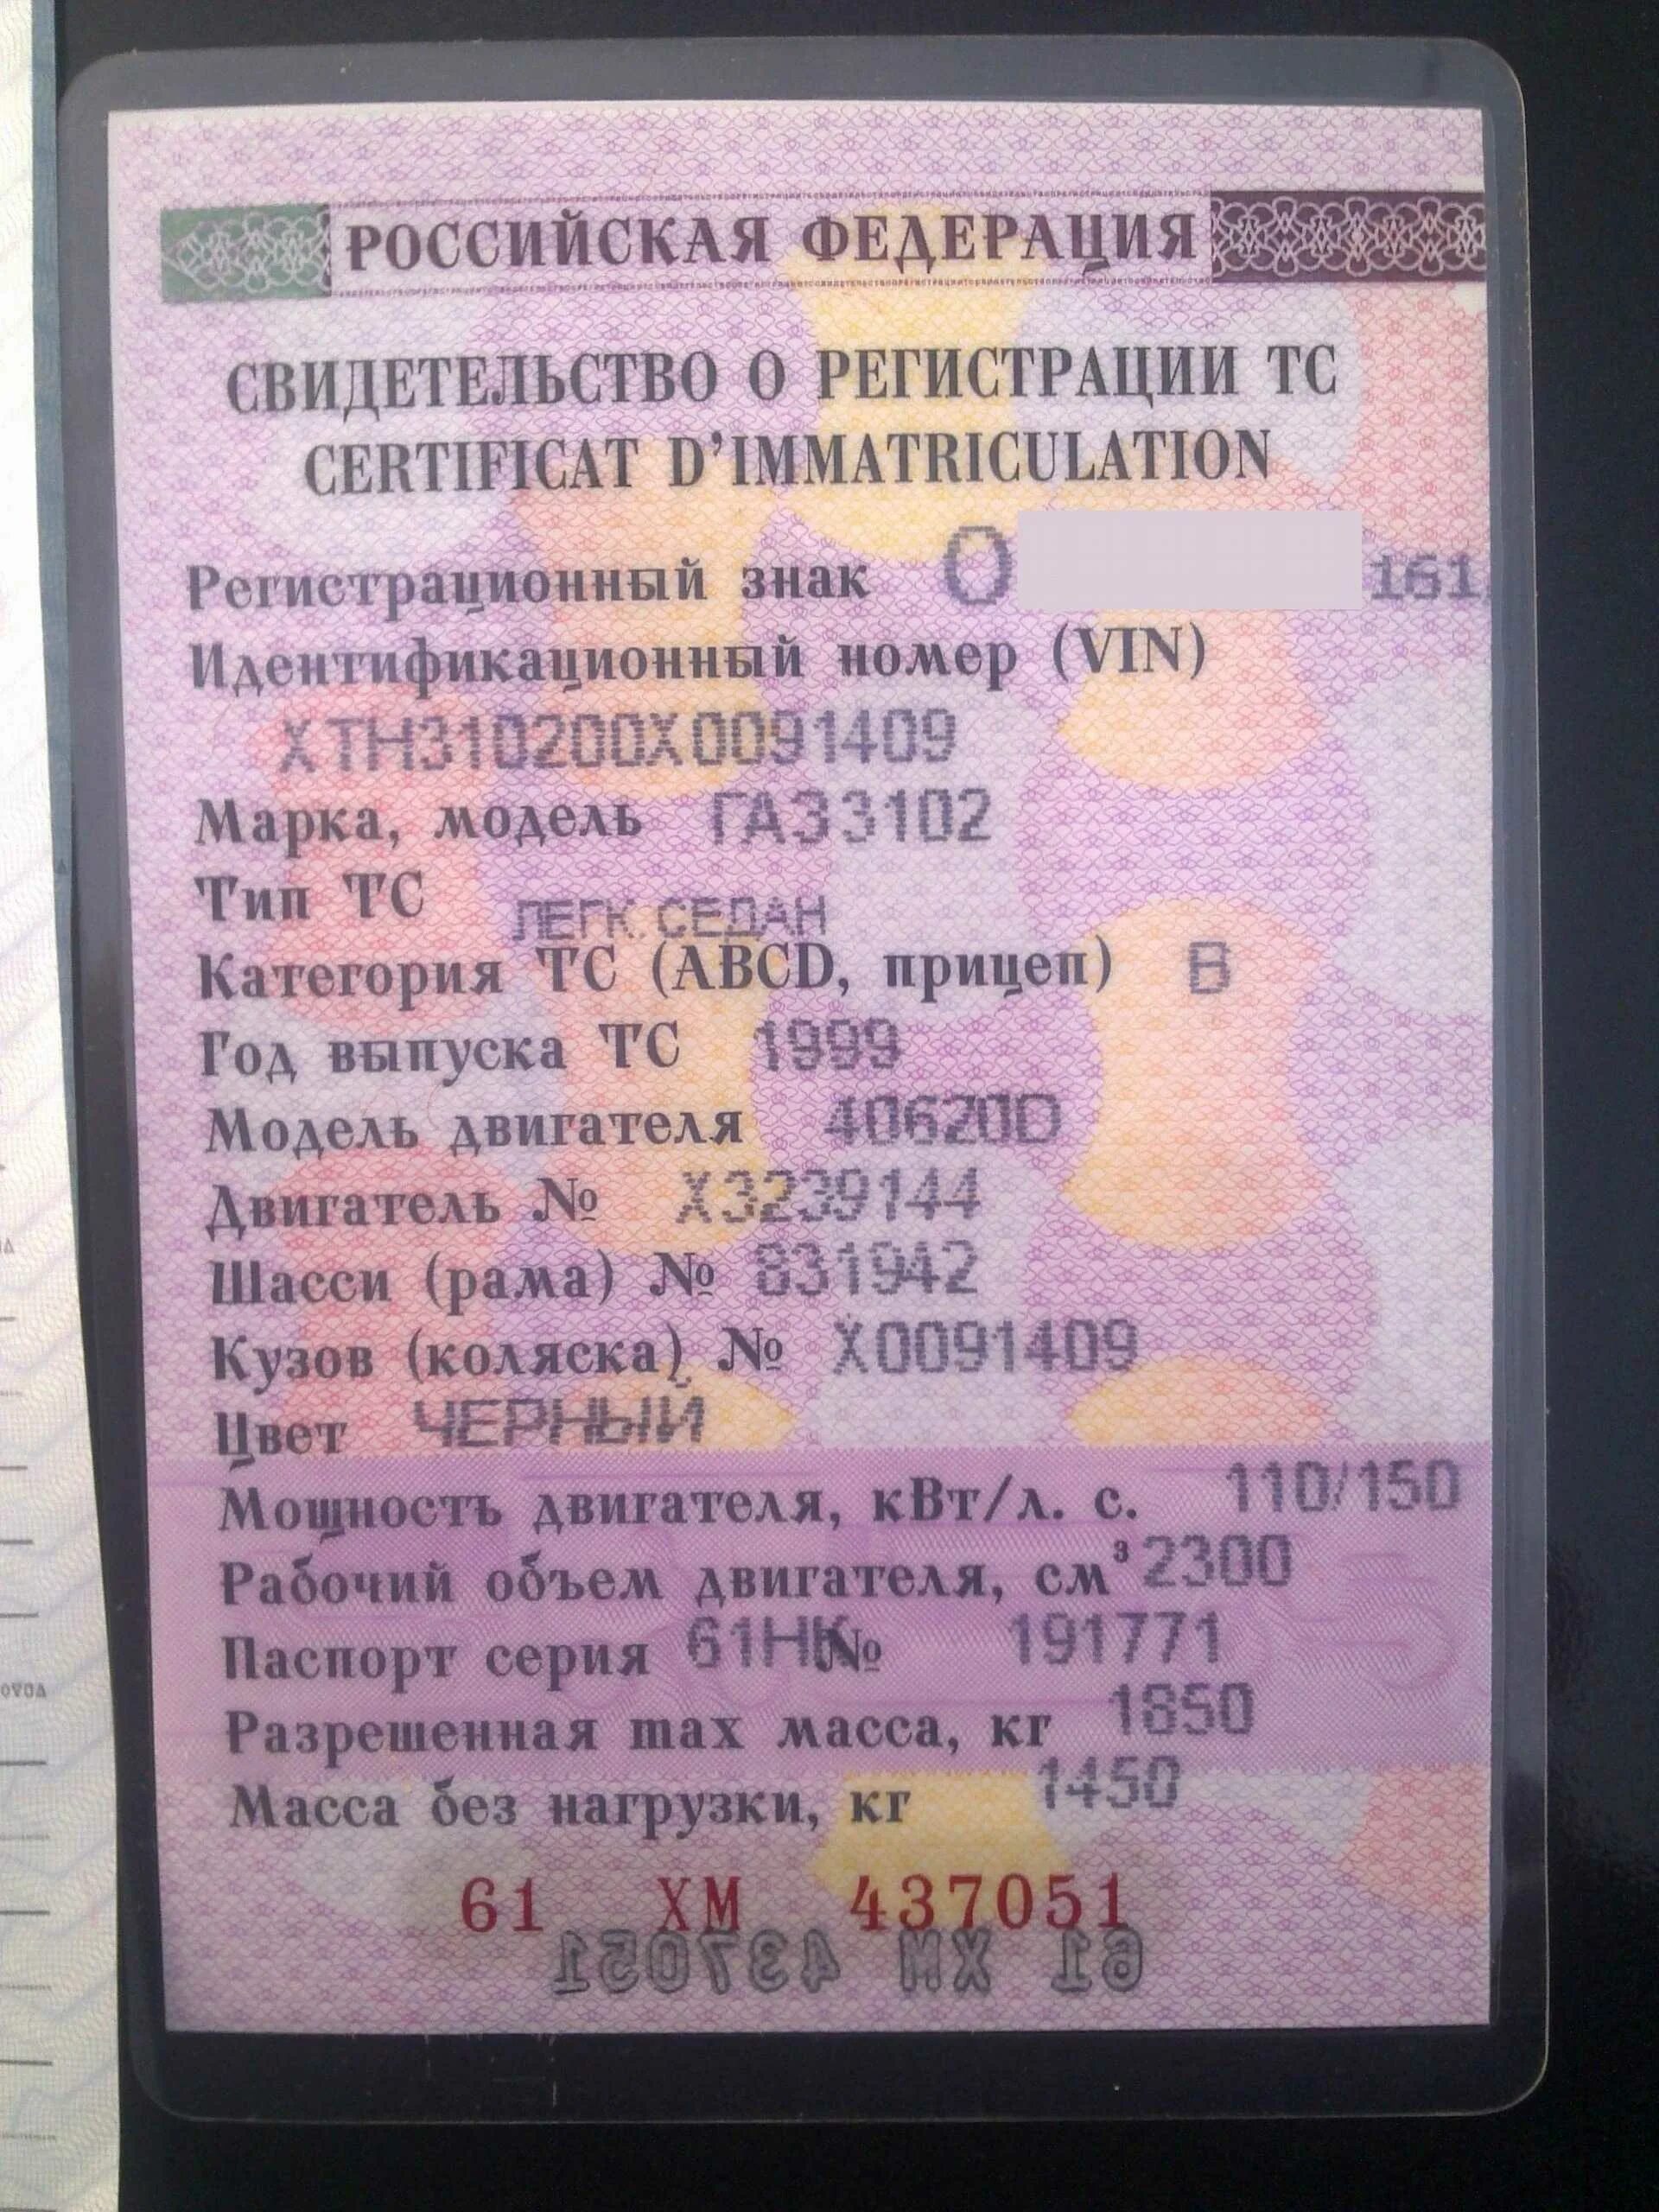 РОССИЙСКАЯ ФЕДЕРАЦИЯ
СВИДЕТЕЛЬСТВО О РЕГИСТРАЦИИ ТС
CERTIFICAT D'IMMATRICULATION
Регистрационный знак О 161
Идентификационный номер (VIN)
XTH310200X0091409
Марка, модель ГАЗ3102
Тип ТС ЛЕГК.СЕДАН
Категория ТС (ABCD, прицеп) B
Год выпуска ТС 1999
Модель двигателя 40620D
Двигатель № X3239144
Шасси (рама) № 831942
Кузов (коляска) № X0091409
Цвет ЧЕРНЫЙ
Мощность двигателя, кВт/л. с. 110/150
Рабочий объем двигателя, см³ 2300
Паспорт серия 61НК № 191771
Разрешенная max масса, кг 1850
Масса без нагрузки, кг 1450
61 ХМ 437051
61 ХМ 437051